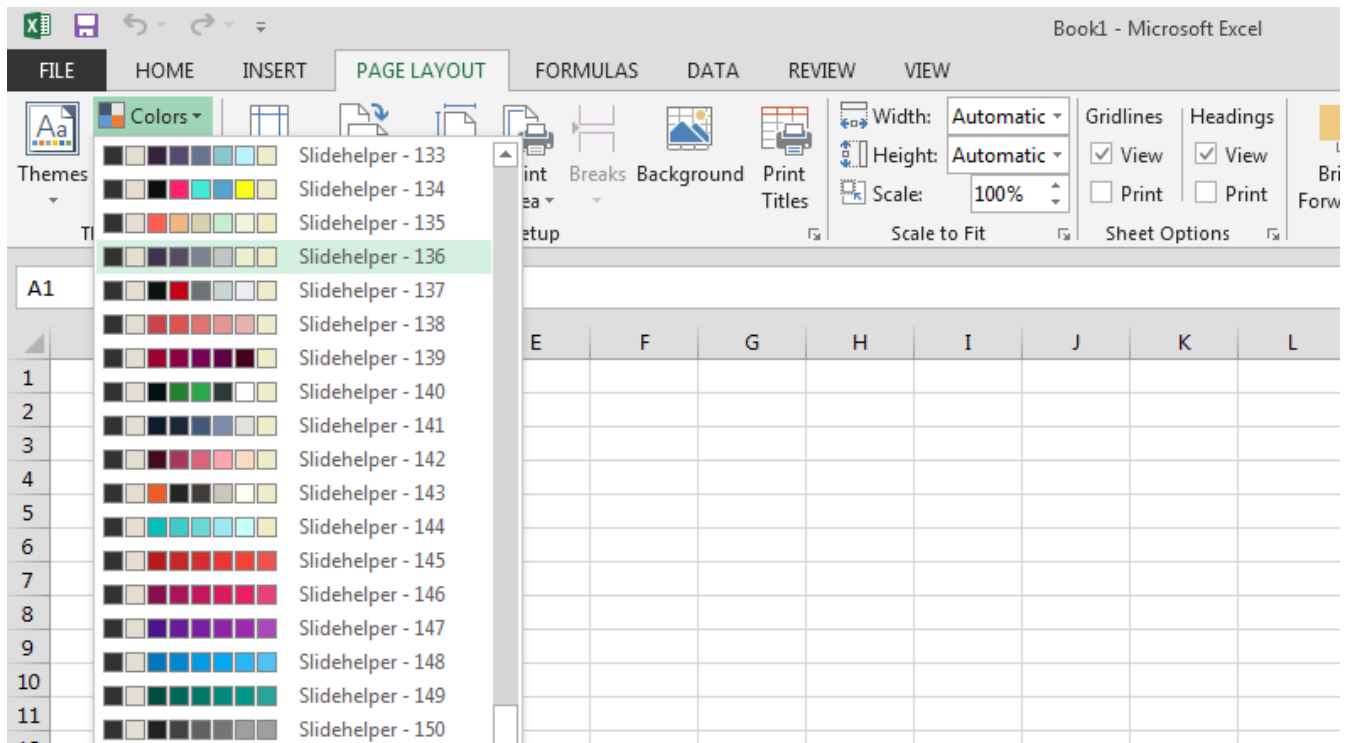 Book1 - Microsoft Excel
FILE HOME INSERT PAGE LAYOUT FORMULAS DATA REVIEW VIEW
Colors Width: Automatic Gridlines Headings
Height: Automatic View View
Themes Breaks Background Print Titles Scale: 100% Print Print
Scale to Fit Sheet Options
Slidehelper - 133
Slidehelper - 134
Slidehelper - 135
Slidehelper - 136
Slidehelper - 137
Slidehelper - 138
Slidehelper - 139
Slidehelper - 140
Slidehelper - 141
Slidehelper - 142
Slidehelper - 143
Slidehelper - 144
Slidehelper - 145
Slidehelper - 146
Slidehelper - 147
Slidehelper - 148
Slidehelper - 149
Slidehelper - 150
A1
E F G H I J K L
1
2
3
4
5
6
7
8
9
10
11